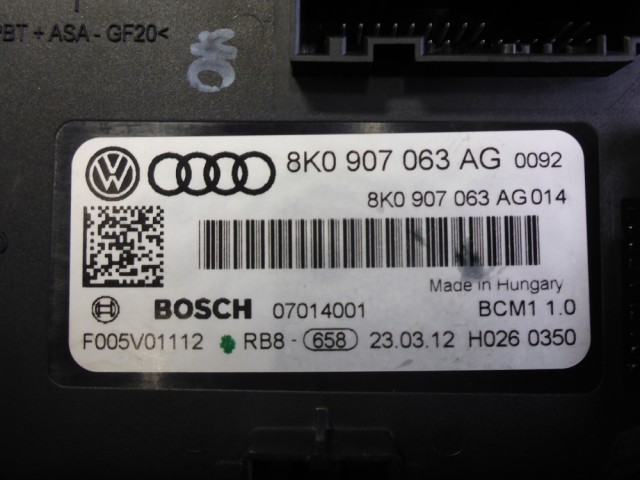 PBT + ASA - GF20<
OK
8K0 907 063 AG 0092
8K0 907 063 AG 014
Made in Hungary
BOSCH 07014001 BCM1 1.0
F005V01112 RB8 - 658 23.03.12 H026 0350